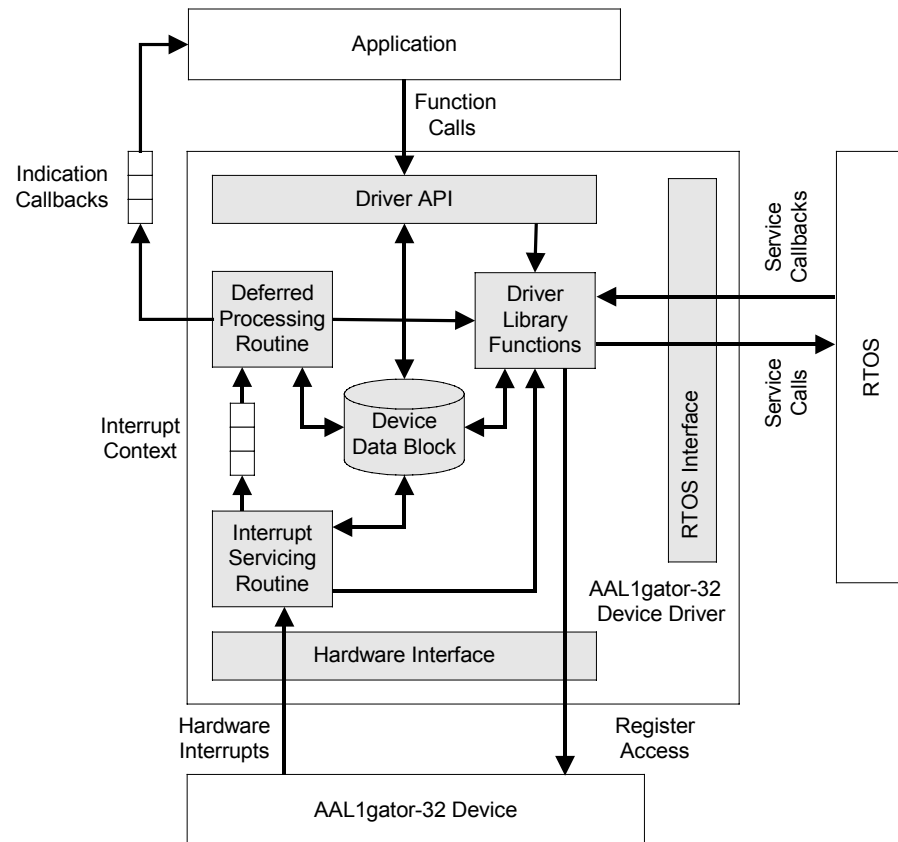 Application
Function
Calls
Indication
Callbacks
Driver API
Service
Callbacks
Deferred
Processing
Routine
Driver
Library
Functions
Service
Calls
RTOS
Interrupt
Context
Device
Data Block
RTOS Interface
Interrupt
Servicing
Routine
AAL1gator-32
Device Driver
Hardware Interface
Hardware
Interrupts
Register
Access
AAL1gator-32 Device